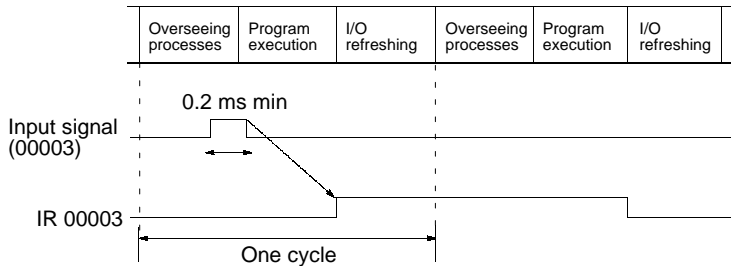 Overseeing processes
Program execution
I/O refreshing
Overseeing processes
Program execution
I/O refreshing
0.2 ms min
Input signal
(00003)
IR 00003
One cycle